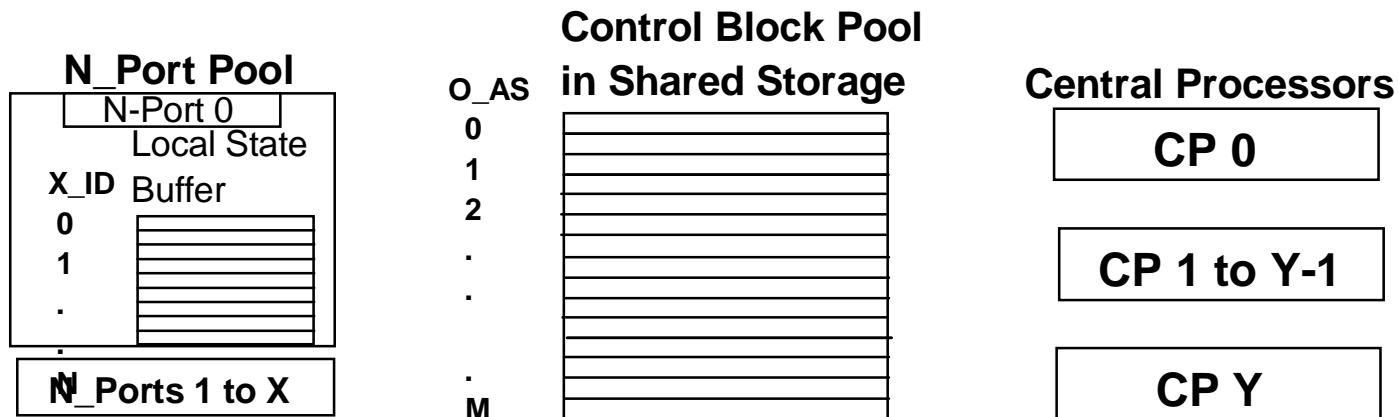 N_Port Pool
N-Port 0
Local State
Buffer
X_ID
0
1
.
.
N
N_Ports 1 to X
Control Block Pool
in Shared Storage
O_AS
0
1
2
.
.
.
M
Central Processors
CP 0
CP 1 to Y-1
CP Y